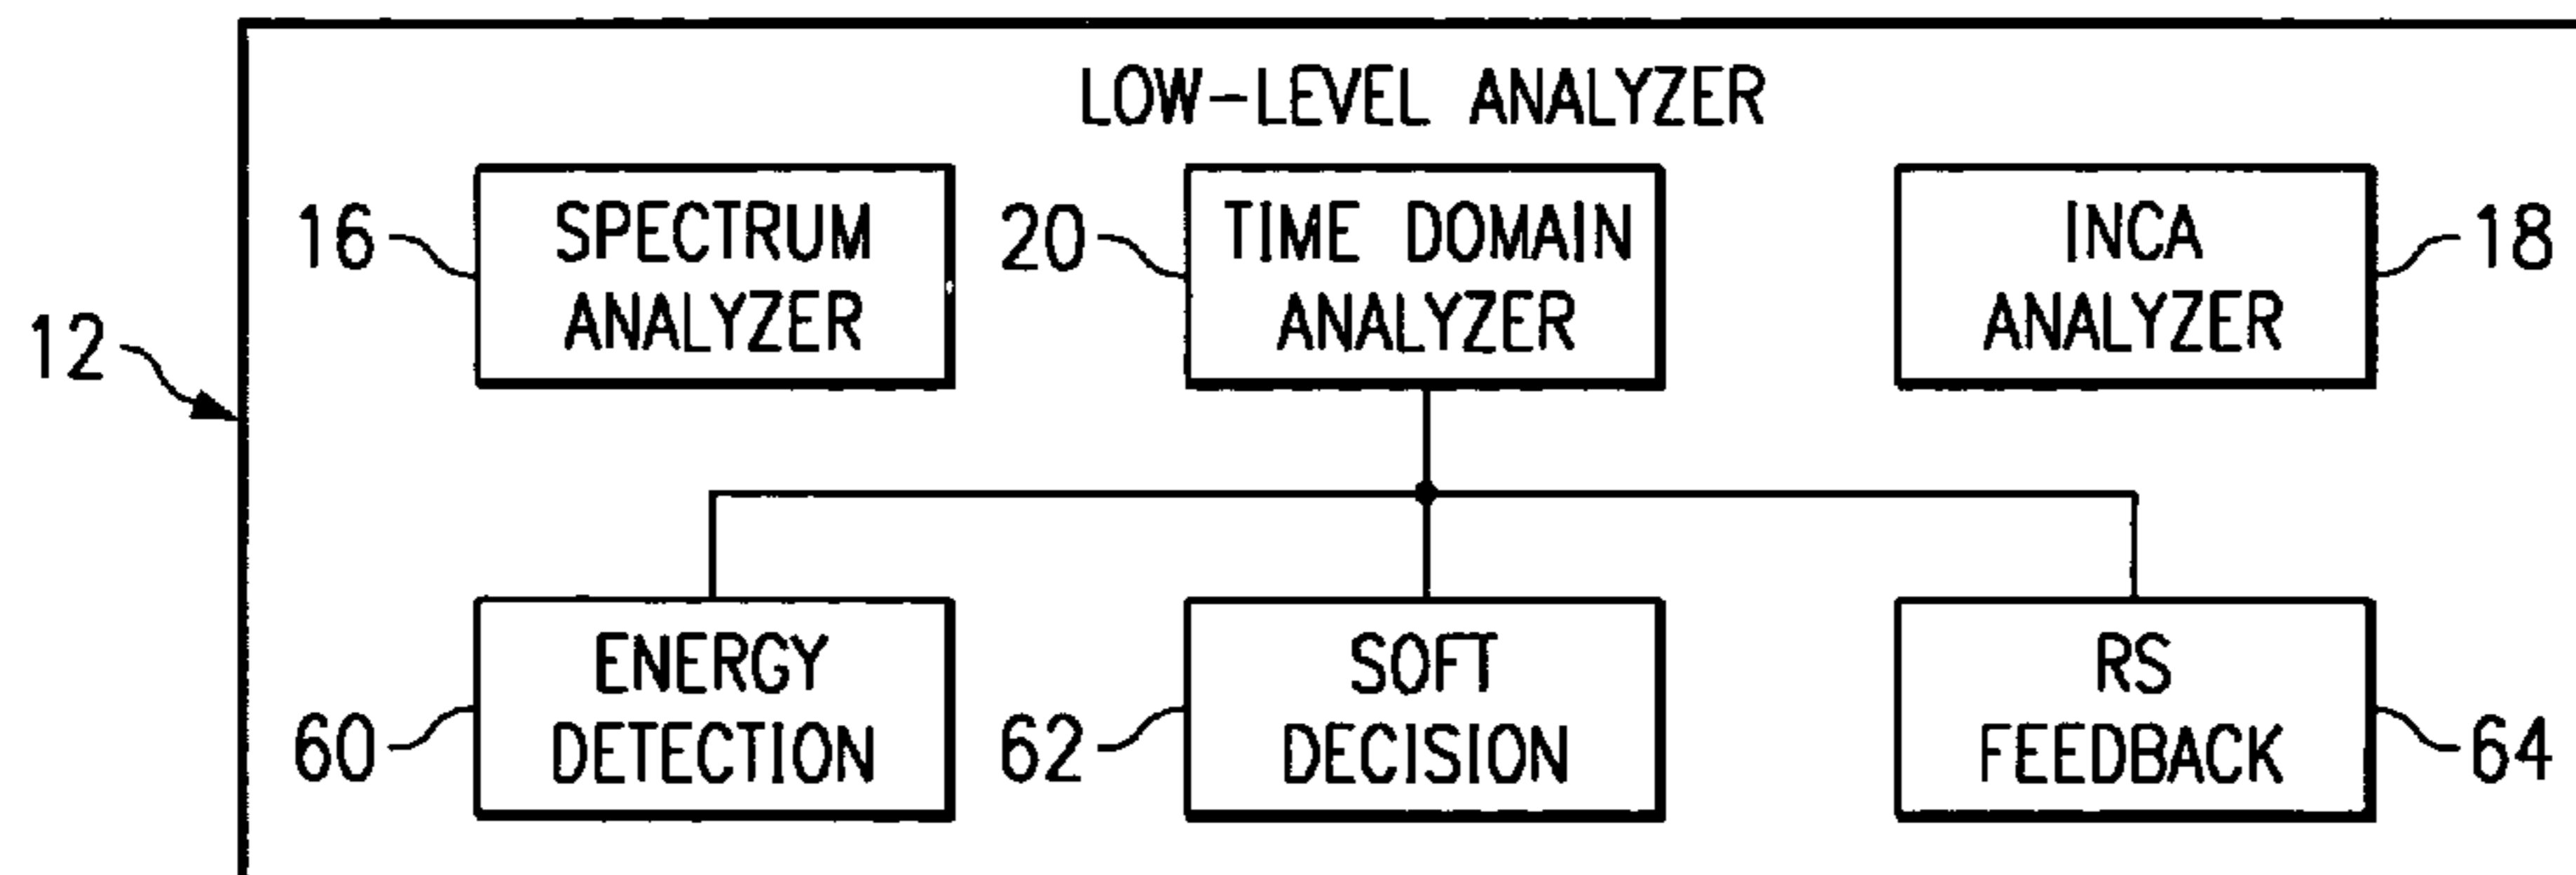 LOW-LEVEL ANALYZER
16
SPECTRUM
ANALYZER
20
TIME DOMAIN
ANALYZER
INCA
ANALYZER
18
12
60
ENERGY
DETECTION
62
SOFT
DECISION
RS
FEEDBACK
64